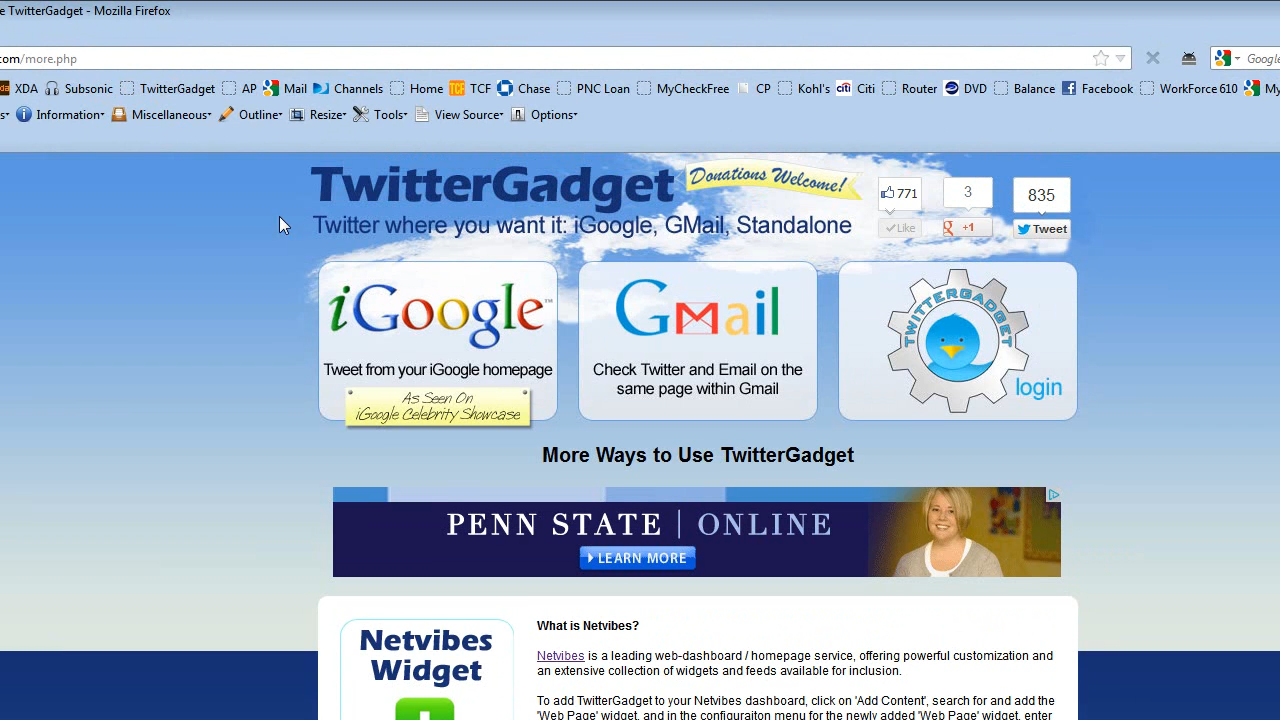 e TwitterGadget - Mozilla Firefox
com/more.php
Google
XDA Subsonic TwitterGadget AP Mail Channels Home TCF Chase PNC Loan MyCheckFree CP Kohl's citi Citi Router DVD Balance Facebook WorkForce 610 My
s Information Miscellaneous Outline Resize Tools View Source Options
TwitterGadget
Donations Welcome!
771
3
835
Twitter where you want it: iGoogle, GMail, Standalone
Like
g +1
Tweet
iGoogle™
Gmail
TWITTERGADGET
Tweet from your iGoogle homepage
Check Twitter and Email on the
same page within Gmail
login
As Seen On
iGoogle Celebrity Showcase
More Ways to Use TwitterGadget
PENN STATE | ONLINE
LEARN MORE
Netvibes
Widget
What is Netvibes?
Netvibes is a leading web-dashboard / homepage service, offering powerful customization and
an extensive collection of widgets and feeds available for inclusion.
To add TwitterGadget to your Netvibes dashboard, click on 'Add Content', search for and add the
'Web Page' widget, and in the configuraiton menu for the newly added 'Web Page' widget, enter